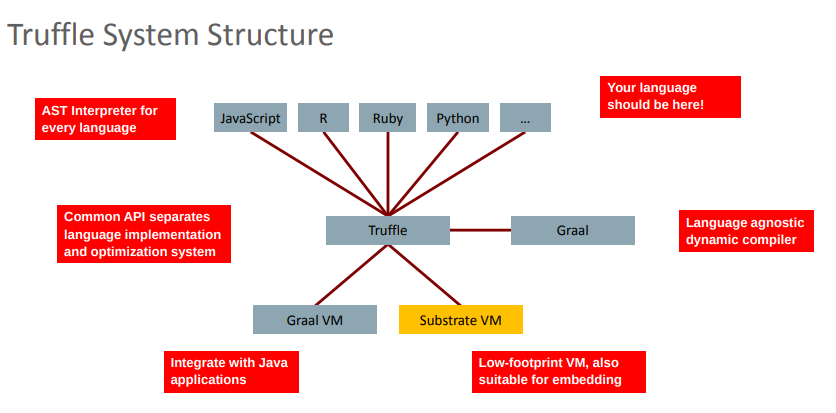 Truffle System Structure
Your language
should be here!
AST Interpreter for
every language
JavaScript
R
Ruby
Python
...
Common API separates
language implementation
and optimization system
Truffle
Graal
Language agnostic
dynamic compiler
Graal VM
Substrate VM
Integrate with Java
applications
Low-footprint VM, also
suitable for embedding